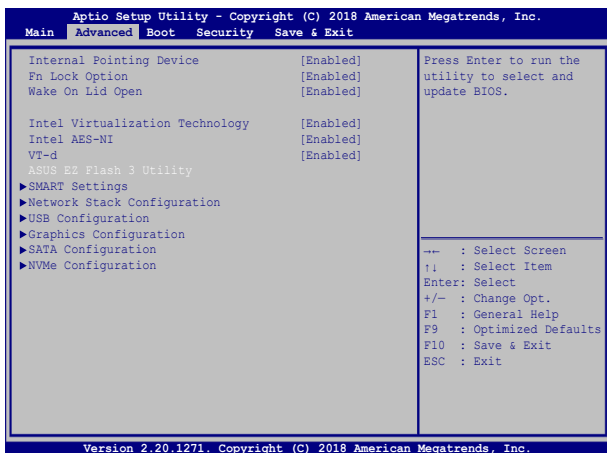 Aptio Setup Utility - Copyright (C) 2018 American Megatrends, Inc.
Main Advanced Boot Security Save & Exit
Internal Pointing Device [Enabled]
Fn Lock Option [Enabled]
Wake On Lid Open [Enabled]
Intel Virtualization Technology [Enabled]
Intel AES-NI [Enabled]
VT-d [Enabled]
ASUS EZ Flash 3 Utility
▶SMART Settings
▶Network Stack Configuration
▶USB Configuration
▶Graphics Configuration
▶SATA Configuration
▶NVMe Configuration
Press Enter to run the
utility to select and
update BIOS.
→← : Select Screen
↑↓ : Select Item
Enter: Select
+/— : Change Opt.
F1 : General Help
F9 : Optimized Defaults
F10 : Save & Exit
ESC : Exit
Version 2.20.1271. Copyright (C) 2018 American Megatrends, Inc.